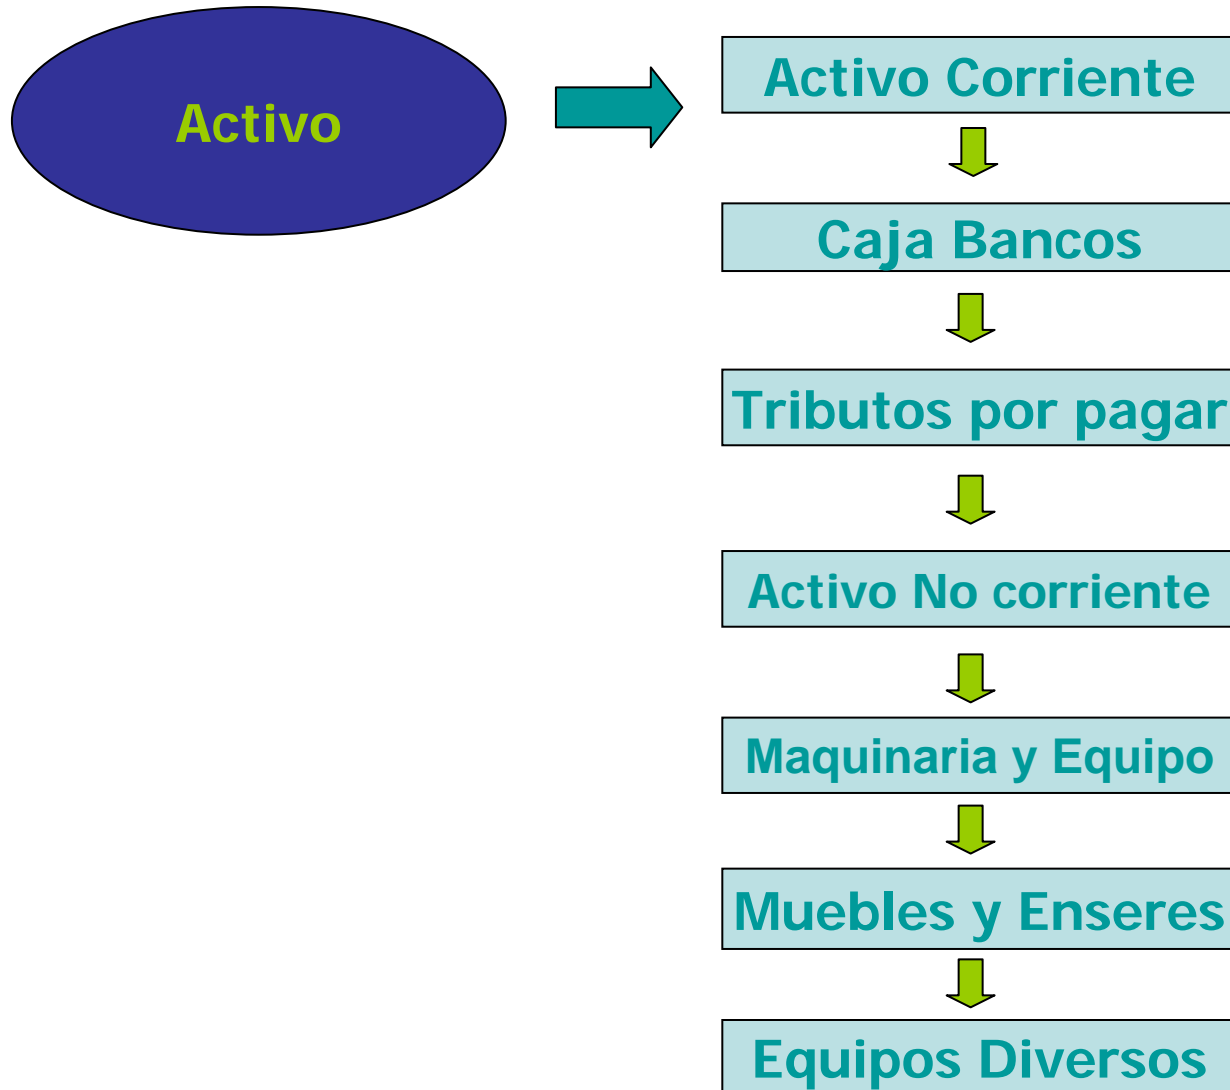 Activo
Activo Corriente
Caja Bancos
Tributos por pagar
Activo No corriente
Maquinaria y Equipo
Muebles y Enseres
Equipos Diversos